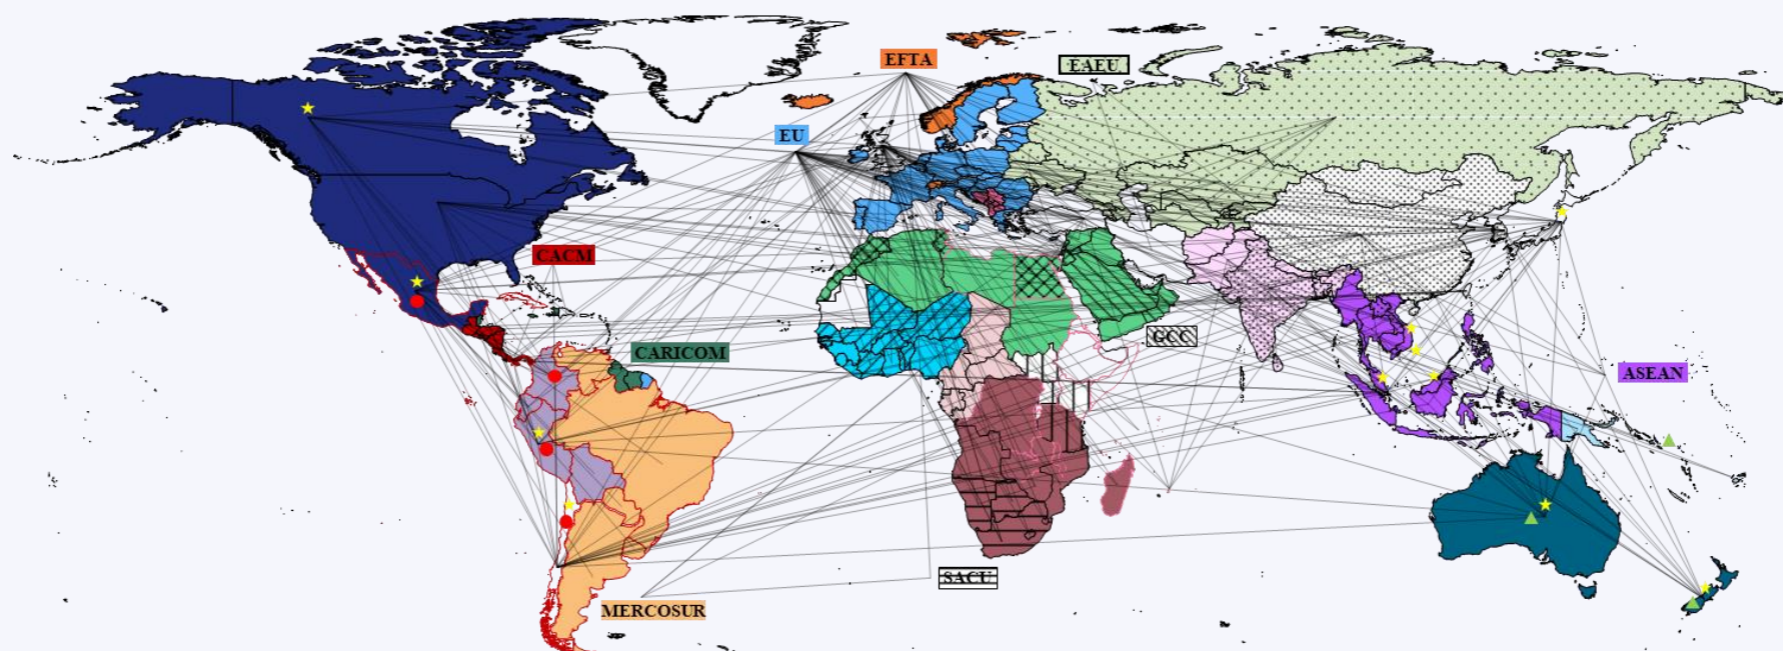 EFTA
EAEU
EU
CACM
GCC
CARICOM
ASEAN
SACU
MERCOSUR